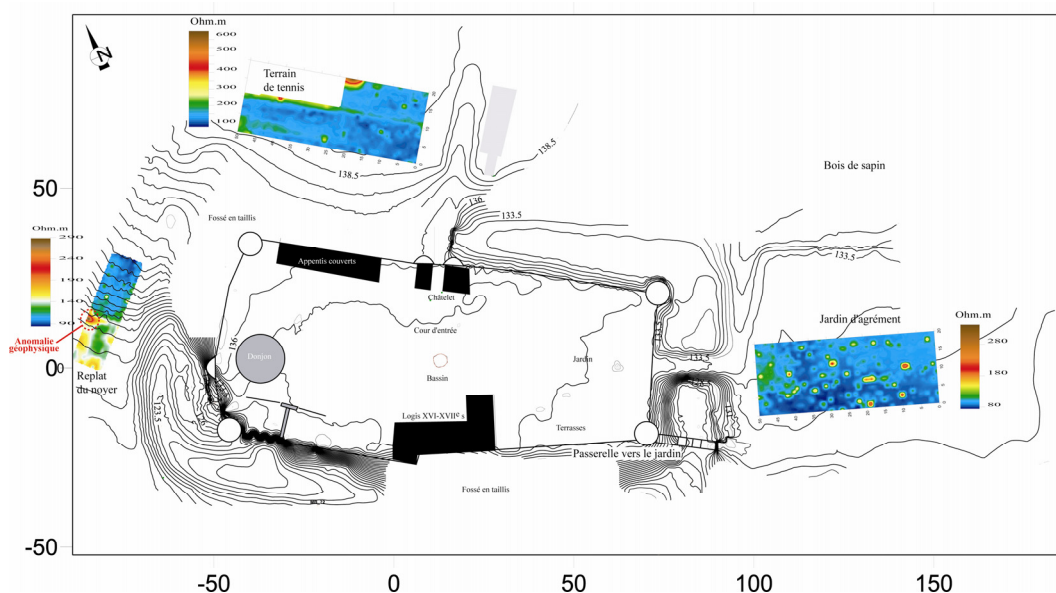 N
Ohm.m
600
500
400
300
200
100
Terrain
de tennis
138.5
138.5
136
133.5
133.5
133.5
Bois de sapin
50
0
-50
Fossé en taillis
Appentis couverts
Châtelet
Cour d'entrée
136
Donjon
Bassin
Jardin
Terrasses
Logis XVI-XVIIe s
Passerelle vers le jardin
Fossé en taillis
Ohm.m
290
240
190
140
90
Anomalie
géophysique
Replat
du noyer
123.5
Jardin d'agrément
Ohm.m
280
180
80
-50
0
50
100
150